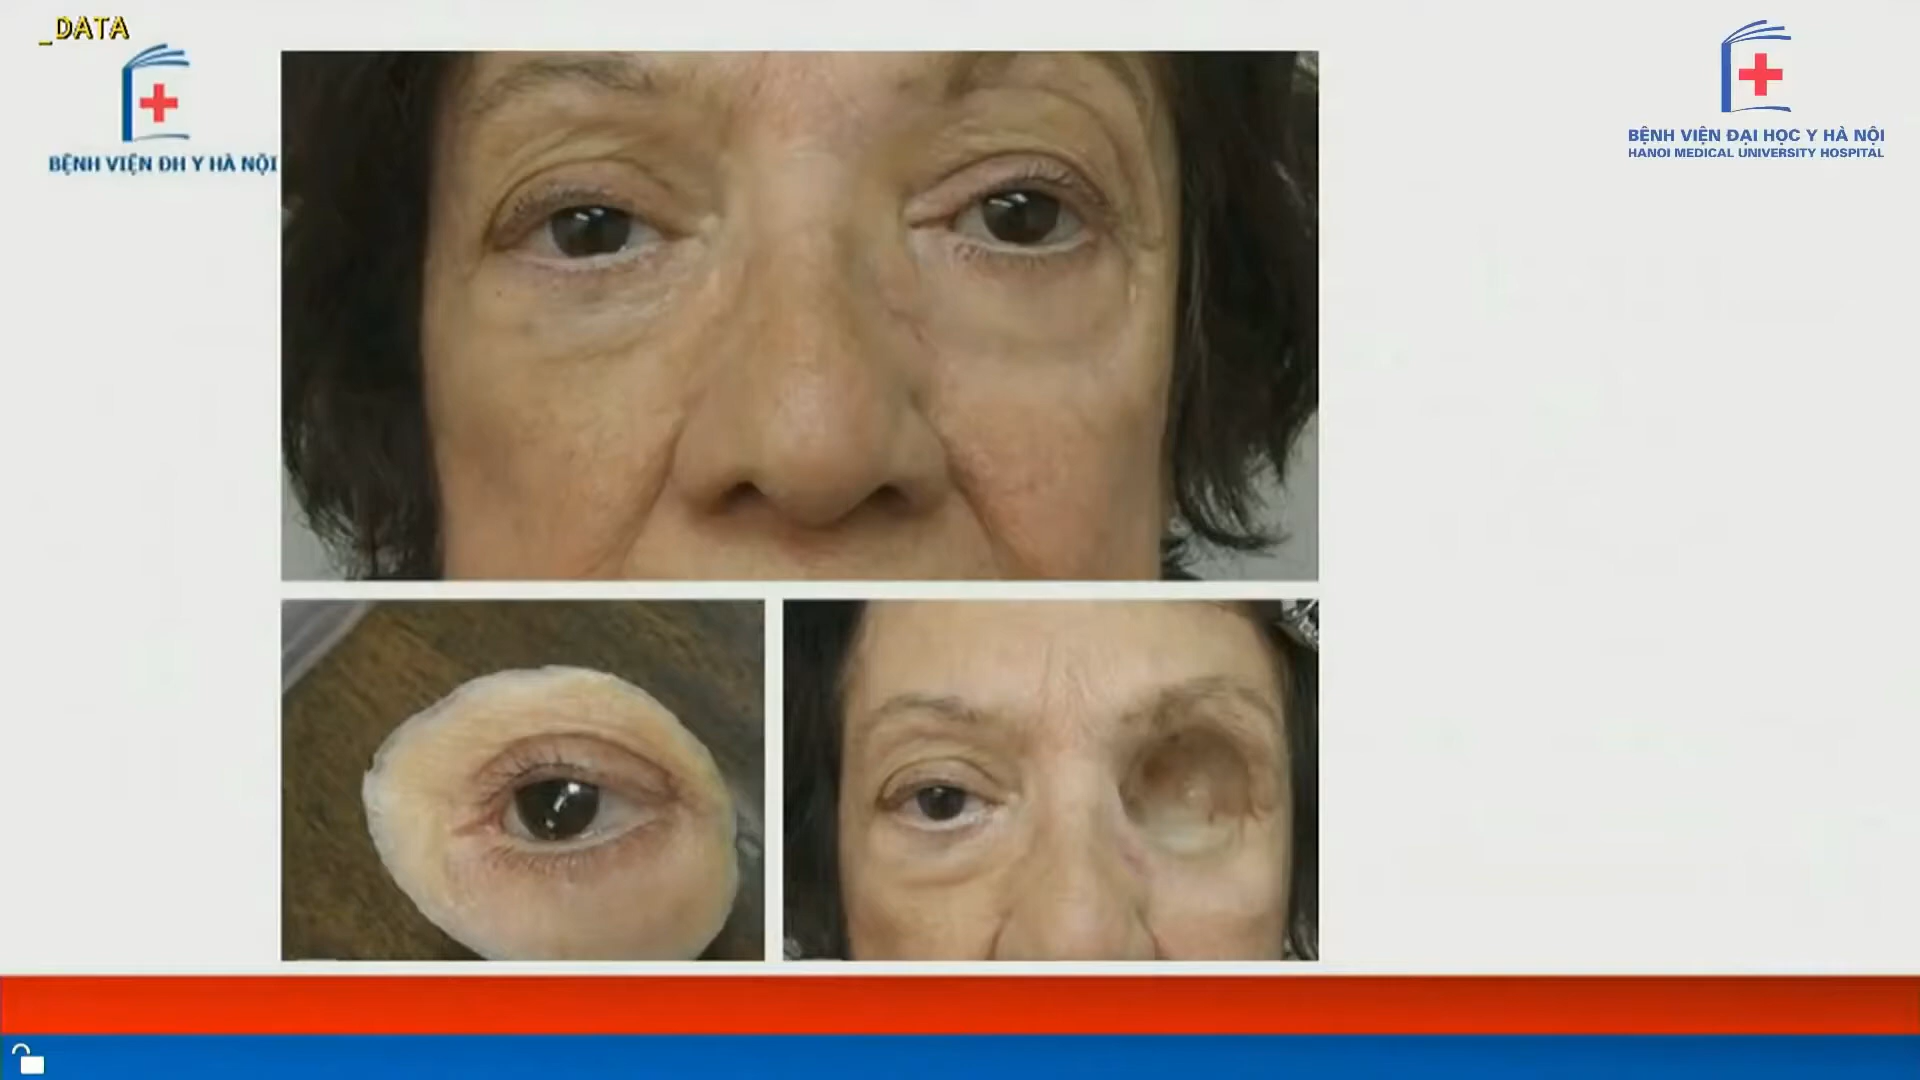 _DATA
BỆNH VIỆN ĐH Y HÀ NỘI
BỆNH VIỆN ĐẠI HỌC Y HÀ NỘI
HANOI MEDICAL UNIVERSITY HOSPITAL